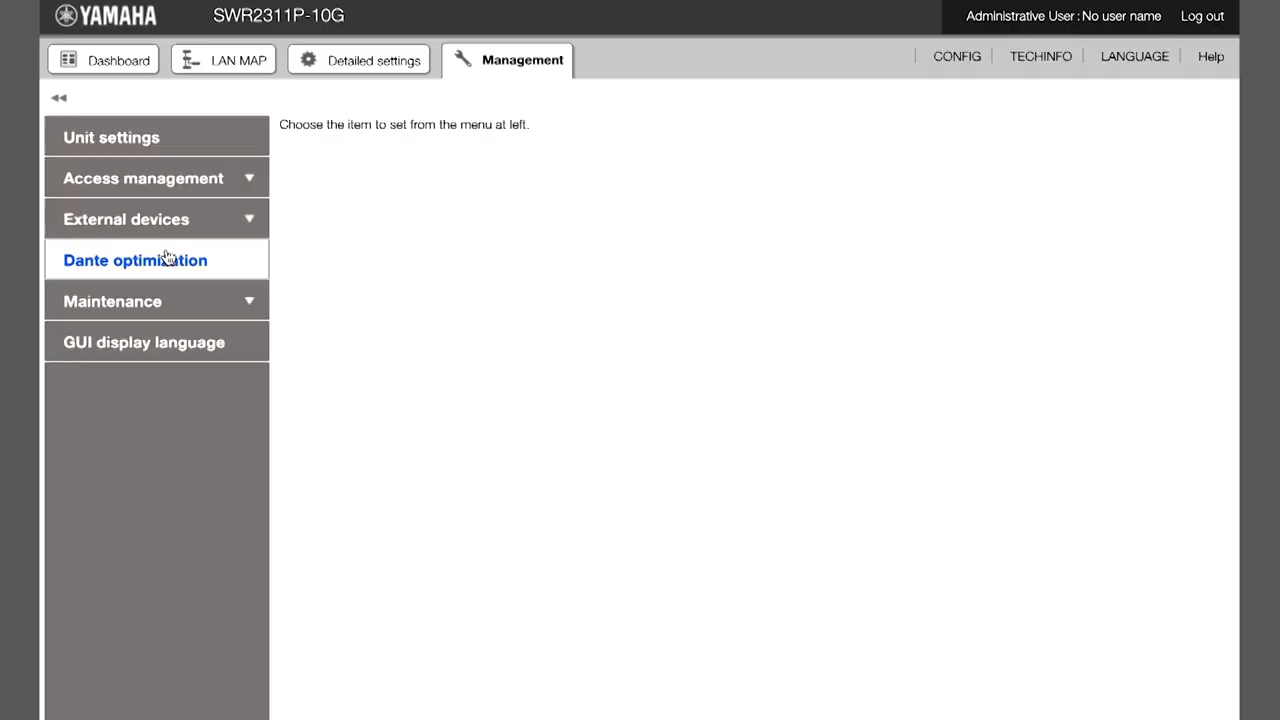 YAMAHA SWR2311P-10G Administrative User : No user name Log out
Dashboard LAN MAP Detailed settings Management CONFIG TECHINFO LANGUAGE Help
Choose the item to set from the menu at left.
Unit settings
Access management
External devices
Dante optimization
Maintenance
GUI display language